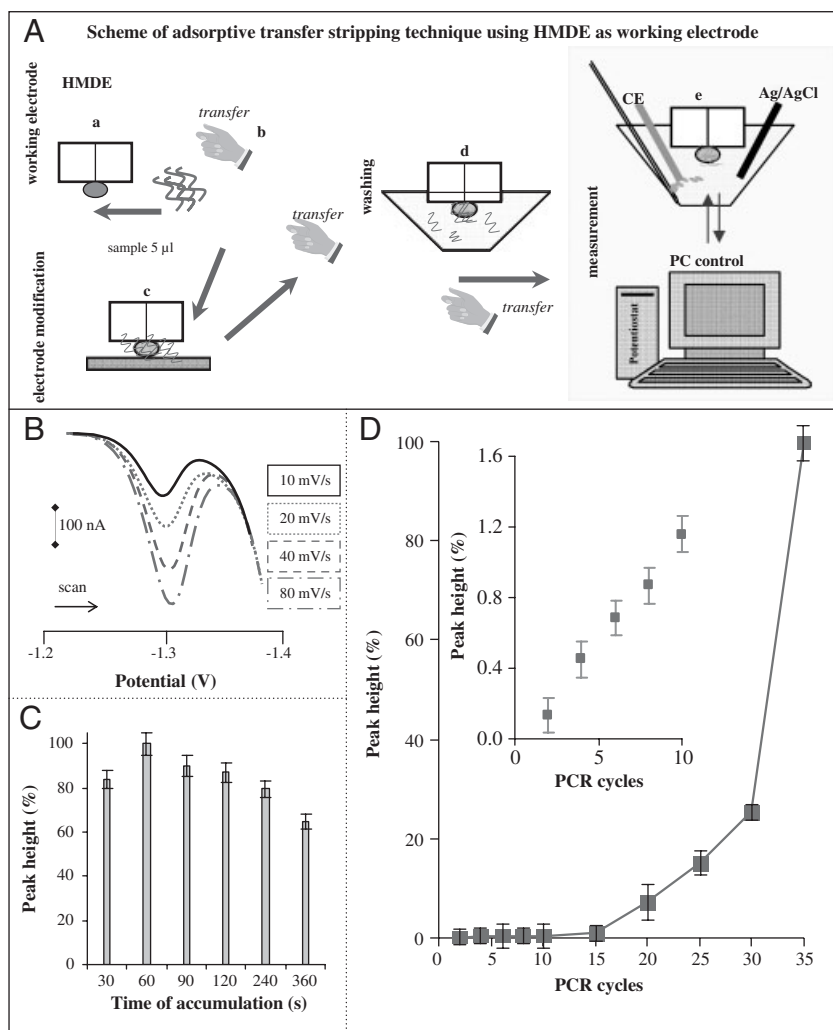 A
Scheme of adsorptive transfer stripping technique using HMDE as working electrode
working electrode
HMDE
a
transfer
b
sample 5 µl
electrode modification
c
transfer
washing
d
transfer
measurement
CE
e
Ag/AgCl
PC control
Potentiostat
B
100 nA
scan
10 mV/s
20 mV/s
40 mV/s
80 mV/s
-1.2 -1.3 -1.4
Potential (V)
C
Peak height (%)
100
80
60
40
20
0
30 60 90 120 240 360
Time of accumulation (s)
D
Peak height (%)
100
80
60
40
20
0
0 5 10 15 20 25 30 35
PCR cycles
Peak height (%)
1.6
1.2
0.8
0.4
0.0
0 5 10
PCR cycles